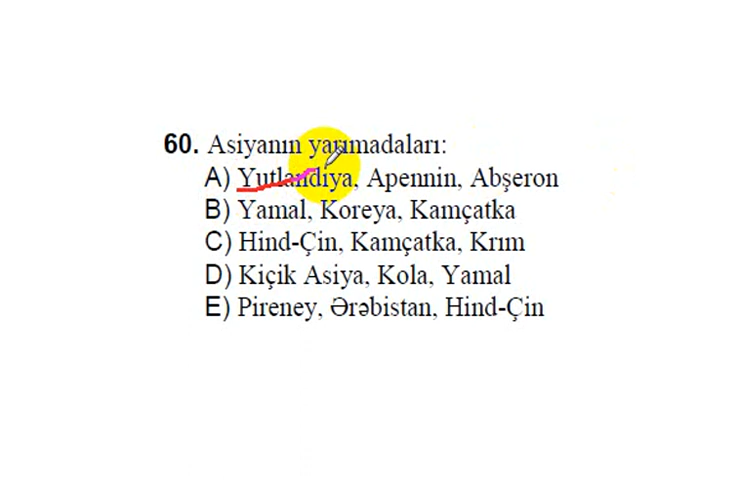 60. Asiyanın yarımadaları:
A) Yutlandiya, Apennin, Abşeron
B) Yamal, Koreya, Kamçatka
C) Hind-Çin, Kamçatka, Krım
D) Kiçik Asiya, Kola, Yamal
E) Pireney, Ərəbistan, Hind-Çin